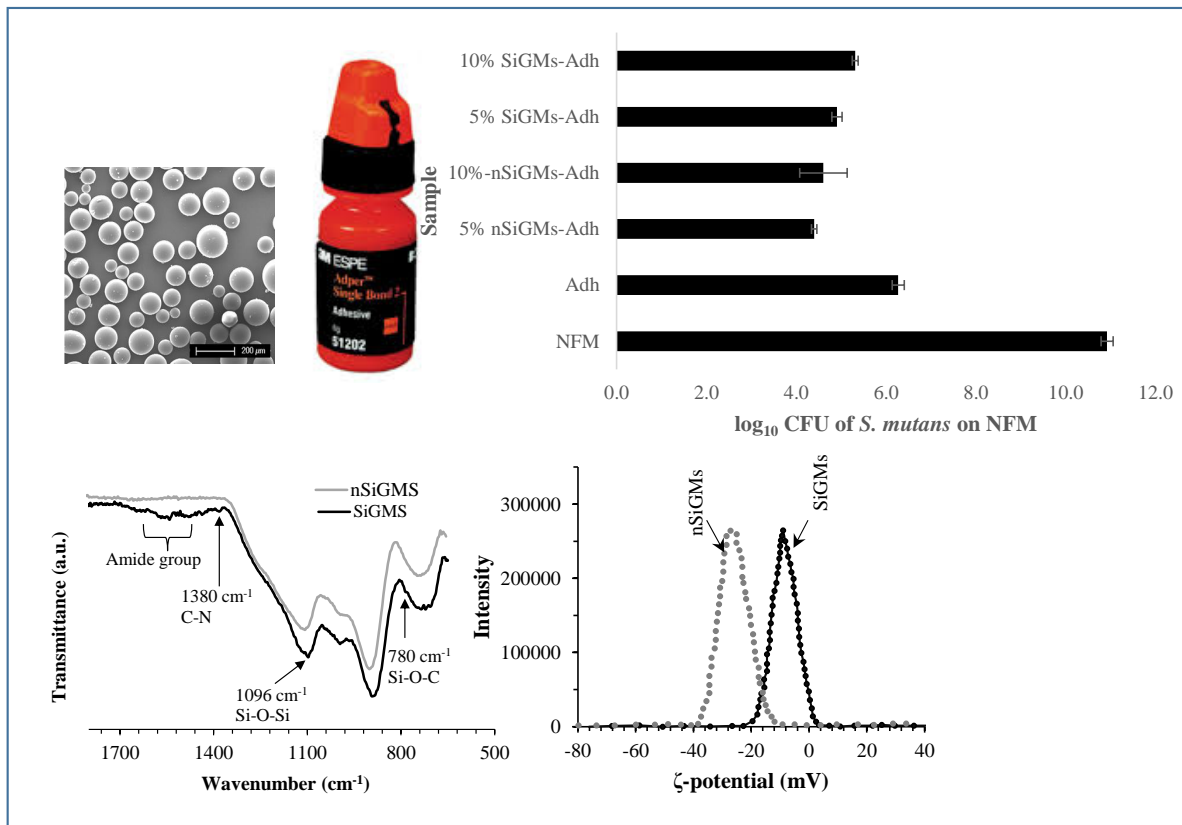 10% SiGMs-Adh
5% SiGMs-Adh
10%-nSiGMs-Adh
5% nSiGMs-Adh
Adh
NFM
Sample
0.0 2.0 4.0 6.0 8.0 10.0 12.0
log₁₀ CFU of S. mutans on NFM
200 µm
3M ESPE
Adper™
Single Bond 2
Adhesive
6g
51202
nSiGMS
SiGMS
Amide group
1380 cm⁻¹
C-N
1096 cm⁻¹
Si-O-Si
780 cm⁻¹
Si-O-C
Transmittance (a.u.)
1700 1400 1100 800 500
Wavenumber (cm⁻¹)
nSiGMs
SiGMs
Intensity
300000
200000
100000
0
-80 -60 -40 -20 0 20 40
ζ-potential (mV)